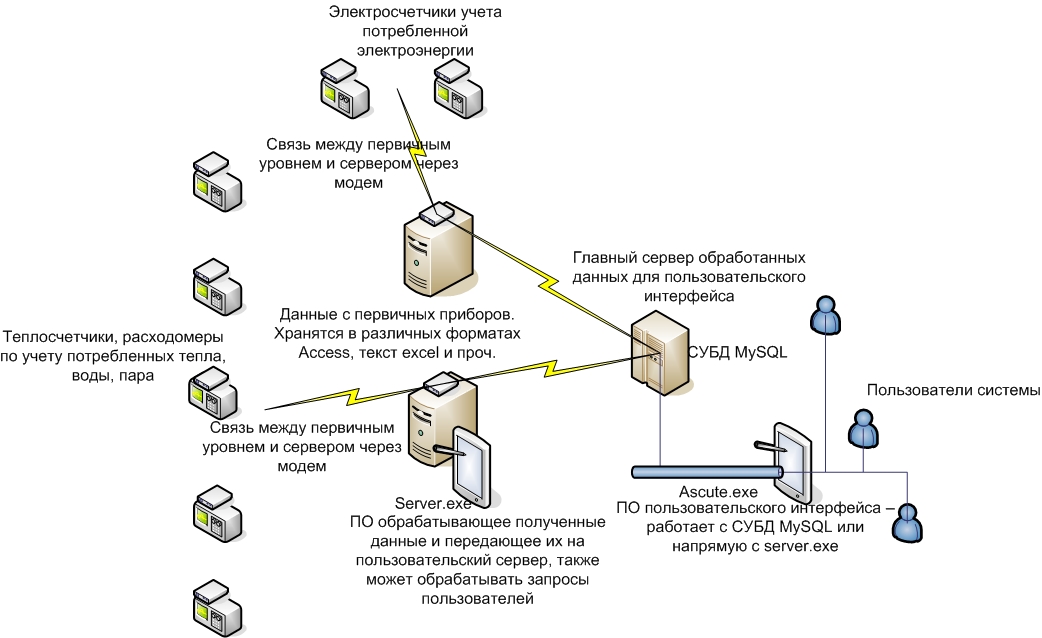 Электросчетчики учета
потребленной
электроэнергии
Связь между первичным
уровнем и сервером через
модем
Главный сервер обработанных
данных для пользовательского
интерфейса
Данные с первичных приборов.
Хранятся в различных форматах
Access, текст excel и проч.
Теплосчетчики, расходомеры
по учету потребленных тепла,
воды, пара
СУБД MySQL
Пользователи системы
Связь между первичным
уровнем и сервером через
модем
Server.exe
ПО обрабатывающее полученные
данные и передающее их на
пользовательский сервер, также
может обрабатывать запросы
пользователей
Ascute.exe
ПО пользовательского интерфейса –
работает с СУБД MySQL или
напрямую с server.exe